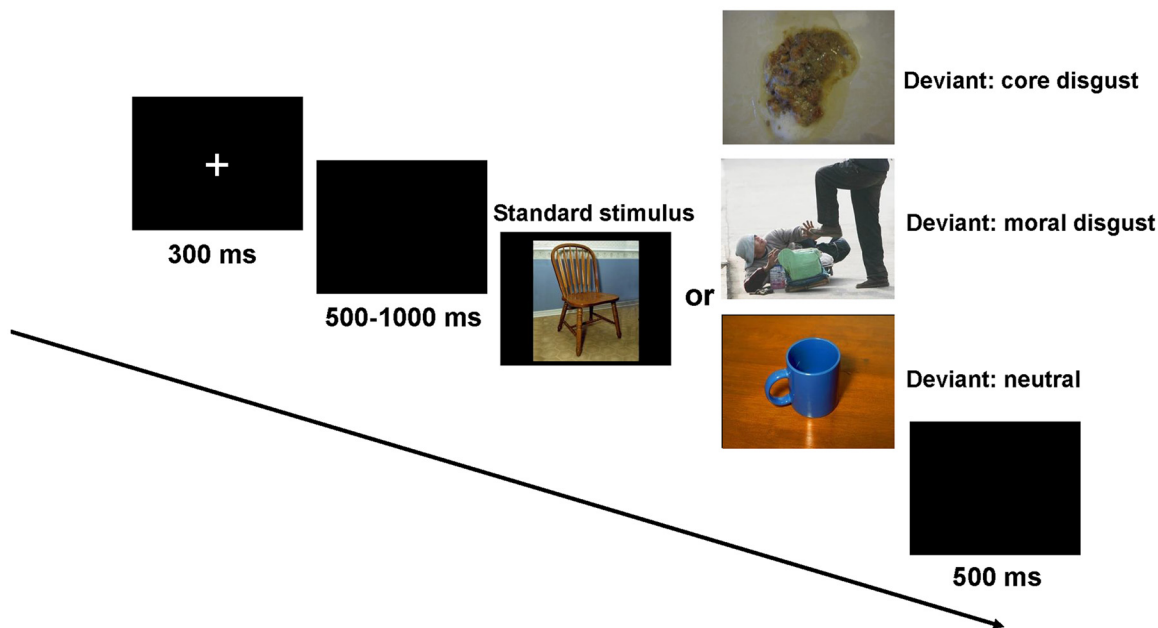 300 ms
500-1000 ms
Standard stimulus
or
Deviant: core disgust
Deviant: moral disgust
Deviant: neutral
500 ms